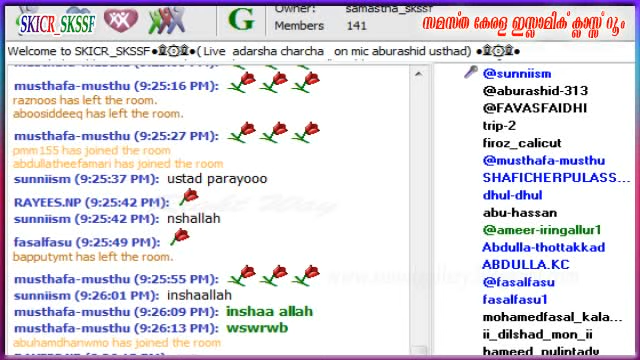 SKICR_SKSSF
G
Owner: samastha_skssf
Members 141
സമസ്ത കേരള ഇസ്ലാമിക് ക്ലാസ്സ് റൂം
Welcome to SKICR_SKSSF ( Live adarsha charcha on mic aburashid usthad)
musthafa-musthu (9:25:16 PM):
raznoos has left the room.
aboosiddeeq has left the room.
musthafa-musthu (9:25:27 PM):
pmm155 has joined the room
abdullatheefamari has joined the room
sunniism (9:25:37 PM): ustad parayooo
RAYEES.NP (9:25:42 PM):
sunniism (9:25:42 PM): nshallah
fasalfasu (9:25:49 PM):
bapputymt has left the room.
musthafa-musthu (9:25:55 PM):
sunniism (9:26:01 PM): inshaallah
musthafa-musthu (9:26:09 PM): inshaa allah
musthafa-musthu (9:26:13 PM): wswrwb
abuhamdhanwmo has joined the room
@sunniism
@aburashid-313
@FAVASFAIDHI
trip-2
firoz_calicut
@musthafa-musthu
SHAFICHERPULASS...
dhul-dhul
abu-hassan
@ameer-iringallur1
Abdulla-thottakkad
ABDULLA.KC
@fasalfasu
fasalfasu1
mohamedfasal_kala...
ii_dilshad_mon_ii
hameed_pulintady